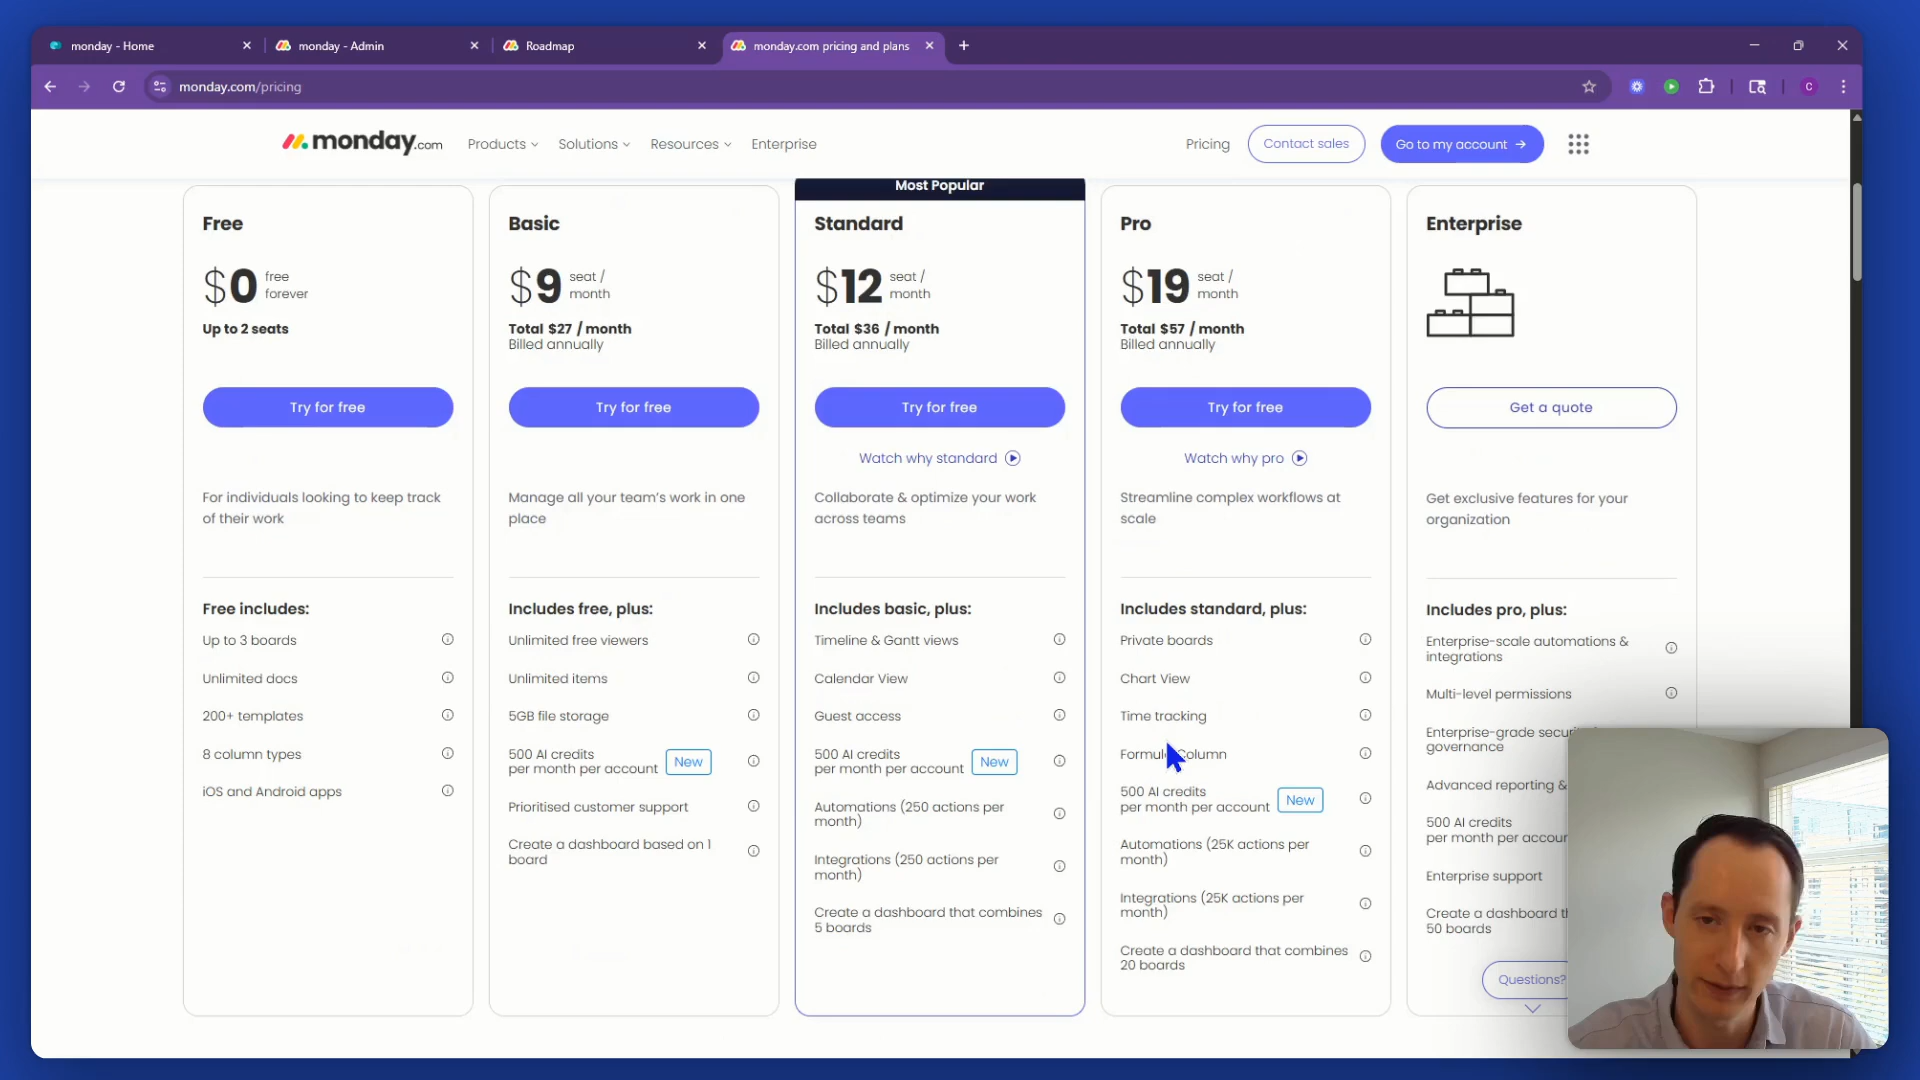 monday - Home
monday - Admin
Roadmap
monday.com pricing and plans
monday.com/pricing
C
monday.com
Products
Solutions
Resources
Enterprise
Pricing
Contact sales
Go to my account
Free
$0 free
forever
Up to 2 seats
Try for free
For individuals looking to keep track
of their work
Free includes:
Up to 3 boards
Unlimited docs
200+ templates
8 column types
iOS and Android apps
Basic
$9 seat /
month
Total $27 / month
Billed annually
Try for free
Manage all your team's work in one
place
Includes free, plus:
Unlimited free viewers
Unlimited items
5GB file storage
500 AI credits
per month per account New
Prioritised customer support
Create a dashboard based on 1
board
Most Popular
Standard
$12 seat /
month
Total $36 / month
Billed annually
Try for free
Watch why standard
Collaborate & optimize your work
across teams
Includes basic, plus:
Timeline & Gantt views
Calendar View
Guest access
500 AI credits
per month per account New
Automations (250 actions per
month)
Integrations (250 actions per
month)
Create a dashboard that combines
5 boards
Pro
$19 seat /
month
Total $57 / month
Billed annually
Try for free
Watch why pro
Streamline complex workflows at
scale
Includes standard, plus:
Private boards
Chart View
Time tracking
Formula Column
500 AI credits
per month per account New
Automations (25K actions per
month)
Integrations (25K actions per
month)
Create a dashboard that combines
20 boards
Enterprise
Get a quote
Get exclusive features for your
organization
Includes pro, plus:
Enterprise-scale automations &
integrations
Multi-level permissions
Enterprise-grade
governance
Advanced reporting &
500 AI credits
per month per
Enterprise support
Create a dashboard
50 boards
Questions?